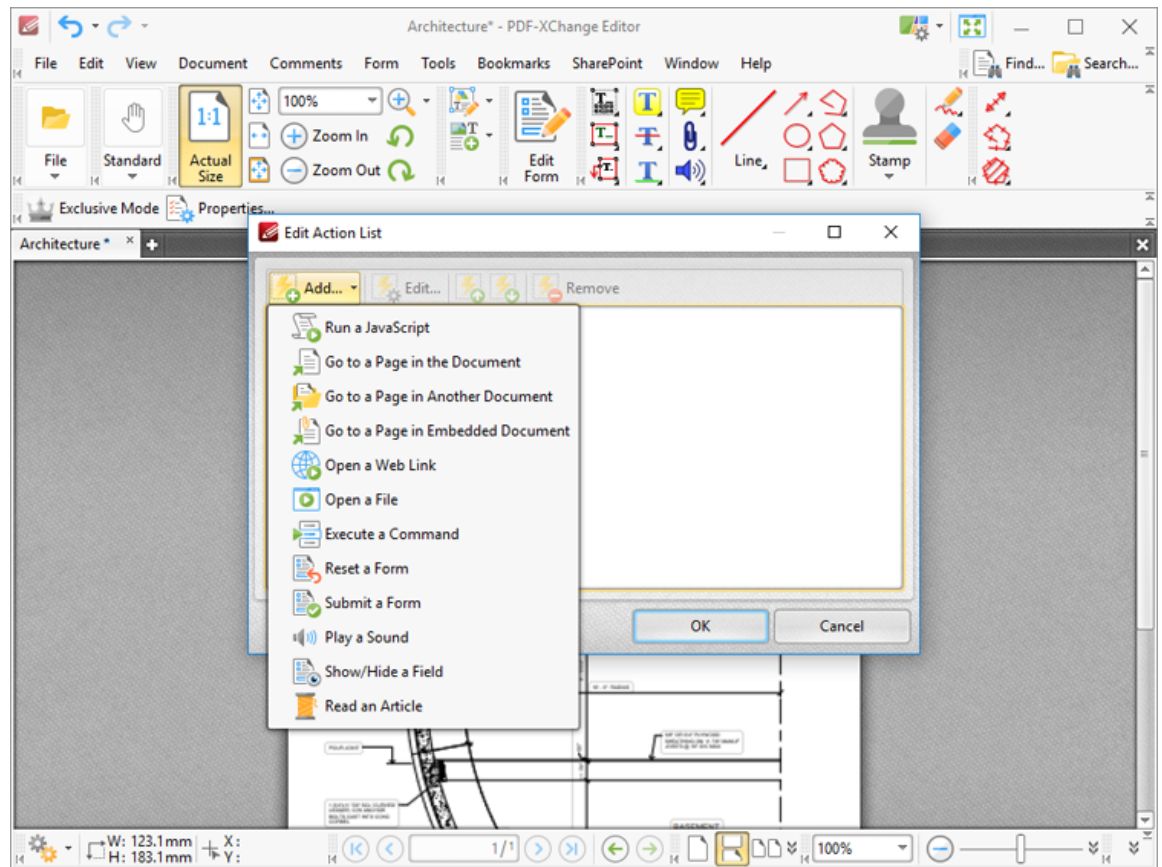 Architecture* - PDF-XChange Editor
File Edit View Document Comments Form Tools Bookmarks SharePoint Window Help
Find... Search...
1:1 100%
Zoom In
Zoom Out
File Standard Actual Size Edit Form Line Stamp
Exclusive Mode Properties...
Architecture *
Edit Action List
Add... Edit... Remove
Run a JavaScript
Go to a Page in the Document
Go to a Page in Another Document
Go to a Page in Embedded Document
Open a Web Link
Open a File
Execute a Command
Reset a Form
Submit a Form
Play a Sound
Show/Hide a Field
Read an Article
OK Cancel
BASEMENT
W: 123.1mm X:
H: 183.1mm Y:
1/1
100%